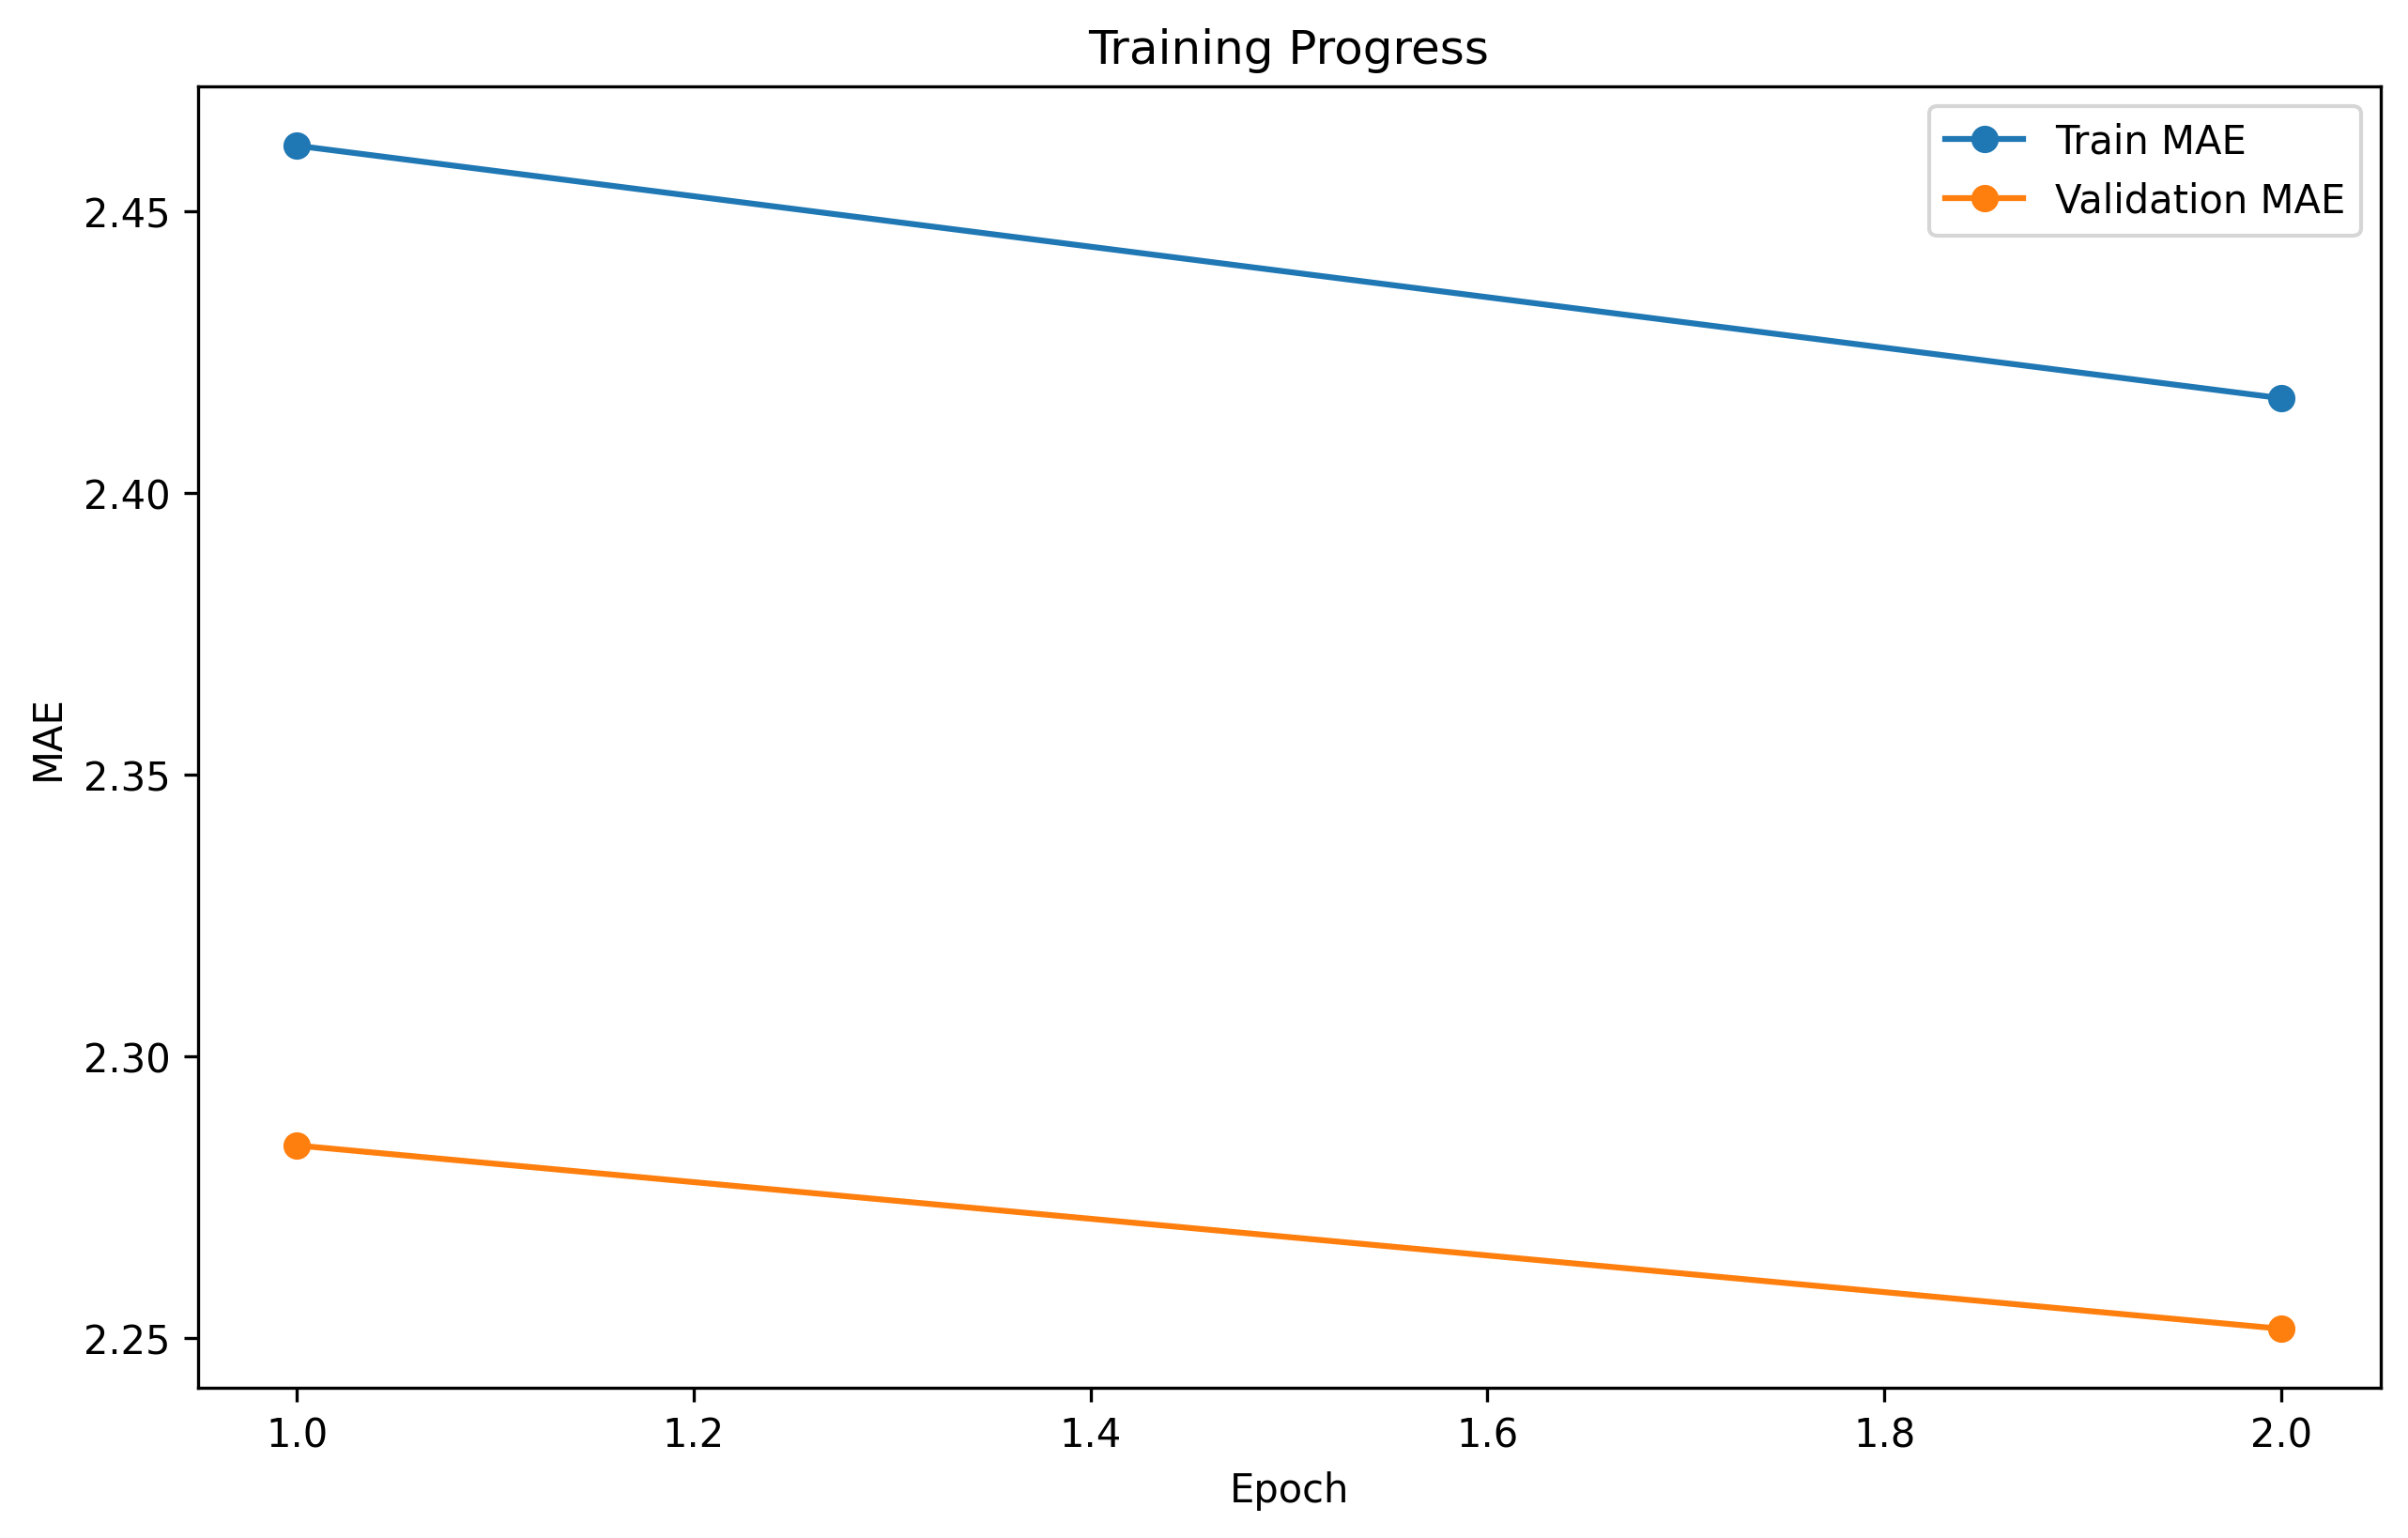 Training Progress
Train MAE
Validation MAE
MAE
2.45
2.40
2.35
2.30
2.25
1.0 1.2 1.4 1.6 1.8 2.0
Epoch